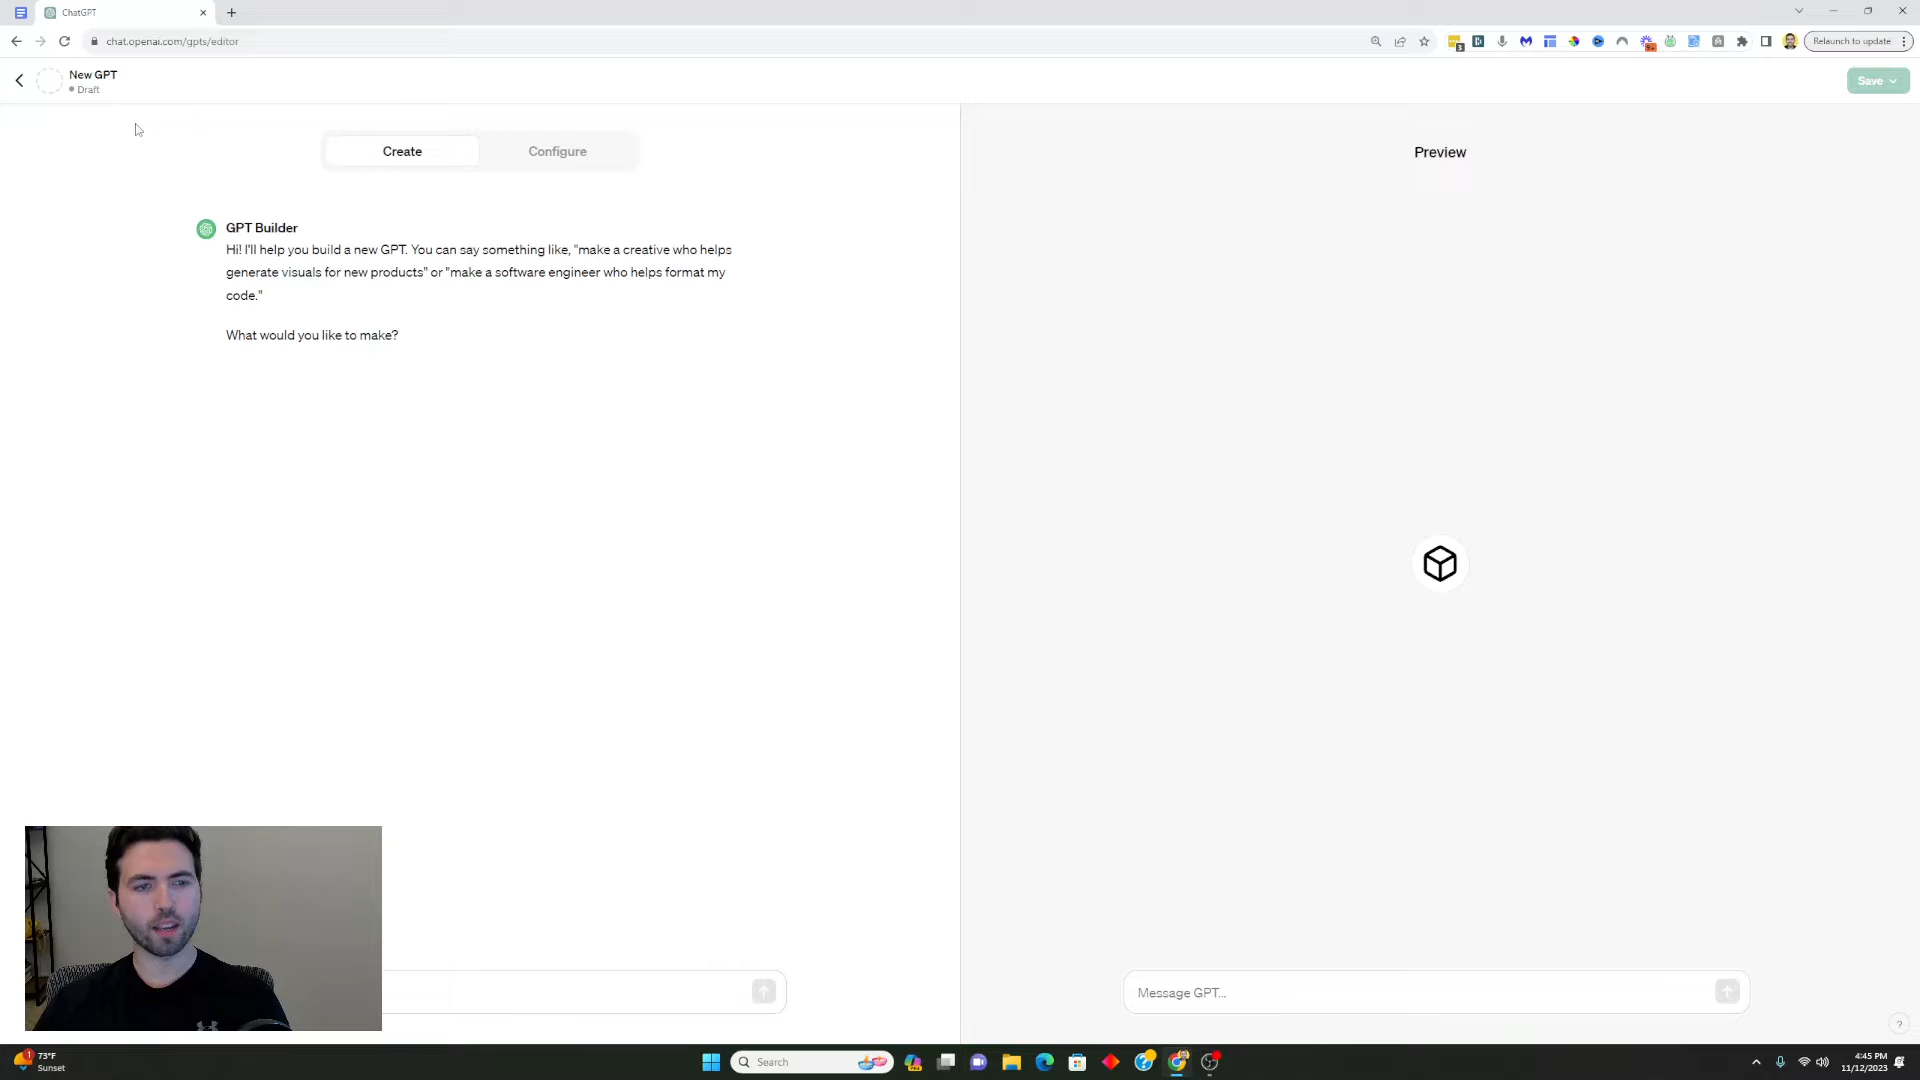 ChatGPT
chat.openai.com/gpts/editor
Relaunch to update
New GPT
Draft
Save
Create
Configure
Preview
GPT Builder
Hi! I'll help you build a new GPT. You can say something like, "make a creative who helps
generate visuals for new products" or "make a software engineer who helps format my
code."
What would you like to make?
Message GPT...
?
73°F
Sunset
Search
4:45 PM
11/12/2023